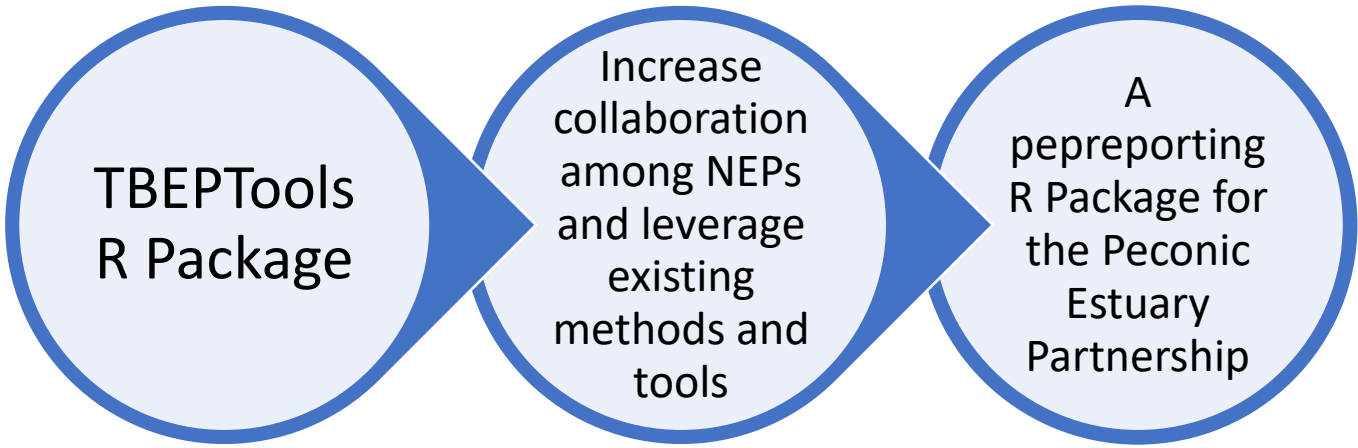 TBEPTools
R Package
Increase
collaboration
among NEPs
and leverage
existing
methods and
tools
A
pepreporting
R Package for
the Peconic
Estuary
Partnership